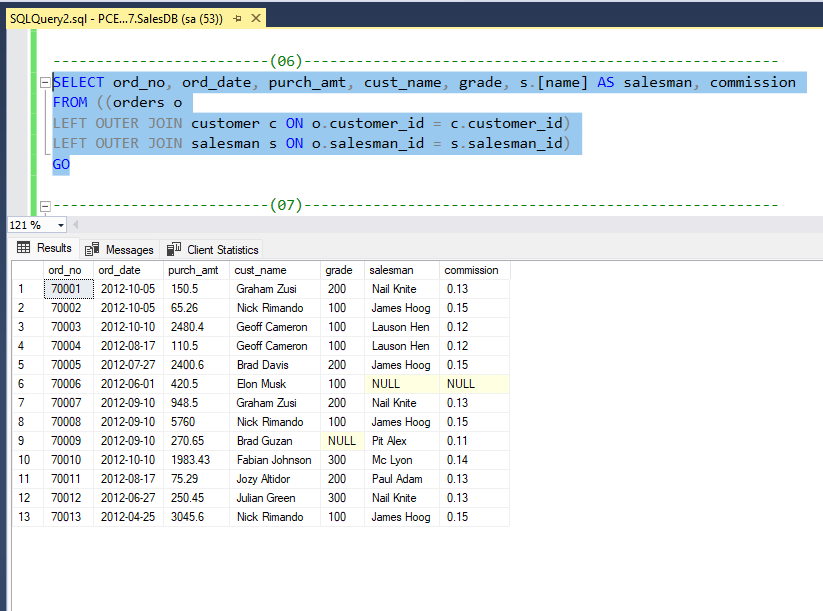 SQLQuery2.sql - PCE...7.SalesDB (sa (53))
------------------------(06)-----------------------------------------------------
SELECT ord_no, ord_date, purch_amt, cust_name, grade, s.[name] AS salesman, commission
FROM ((orders o
LEFT OUTER JOIN customer c ON o.customer_id = c.customer_id)
LEFT OUTER JOIN salesman s ON o.salesman_id = s.salesman_id)
GO
------------------------(07)-----------------------------------------------------
121 %
Results Messages Client Statistics
ord_no ord_date purch_amt cust_name grade salesman commission
1 70001 2012-10-05 150.5 Graham Zusi 200 Nail Knite 0.13
2 70002 2012-10-05 65.26 Nick Rimando 100 James Hoog 0.15
3 70003 2012-10-10 2480.4 Geoff Cameron 100 Lauson Hen 0.12
4 70004 2012-08-17 110.5 Geoff Cameron 100 Lauson Hen 0.12
5 70005 2012-07-27 2400.6 Brad Davis 200 James Hoog 0.15
6 70006 2012-06-01 420.5 Elon Musk 100 NULL NULL
7 70007 2012-09-10 948.5 Graham Zusi 200 Nail Knite 0.13
8 70008 2012-09-10 5760 Nick Rimando 100 James Hoog 0.15
9 70009 2012-09-10 270.65 Brad Guzan NULL Pit Alex 0.11
10 70010 2012-10-10 1983.43 Fabian Johnson 300 Mc Lyon 0.14
11 70011 2012-08-17 75.29 Jozy Altidor 200 Paul Adam 0.13
12 70012 2012-06-27 250.45 Julian Green 300 Nail Knite 0.13
13 70013 2012-04-25 3045.6 Nick Rimando 100 James Hoog 0.15